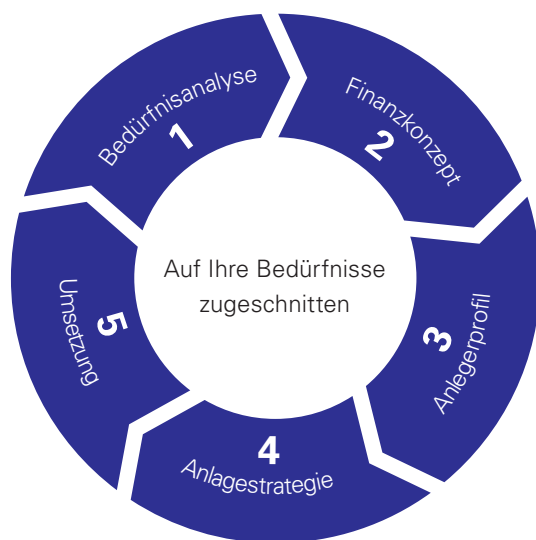 Bedürfnisanalyse
1
Finanzkonzept
2
3
Anlegerprofil
4
Anlagestrategie
5
Umsetzung
Auf Ihre Bedürfnisse
zugeschnitten